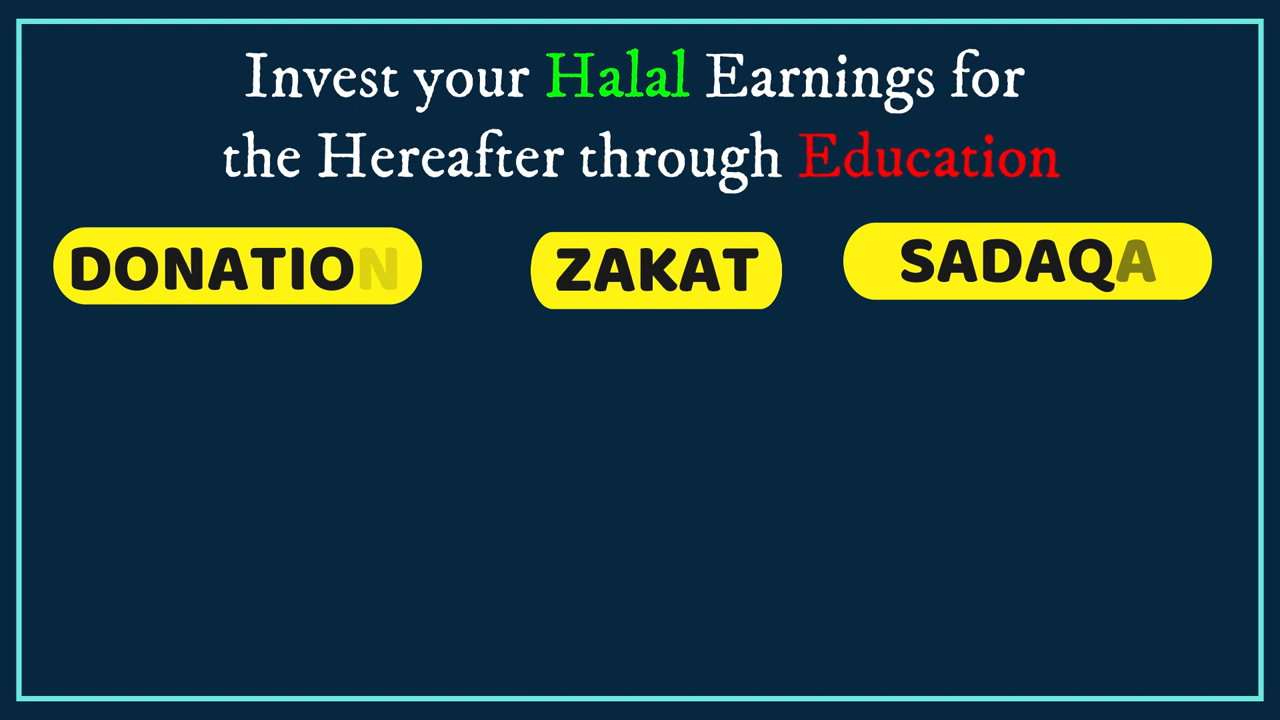 Invest your Halal Earnings for
the Hereafter through Education
DONATION ZAKAT SADAQA